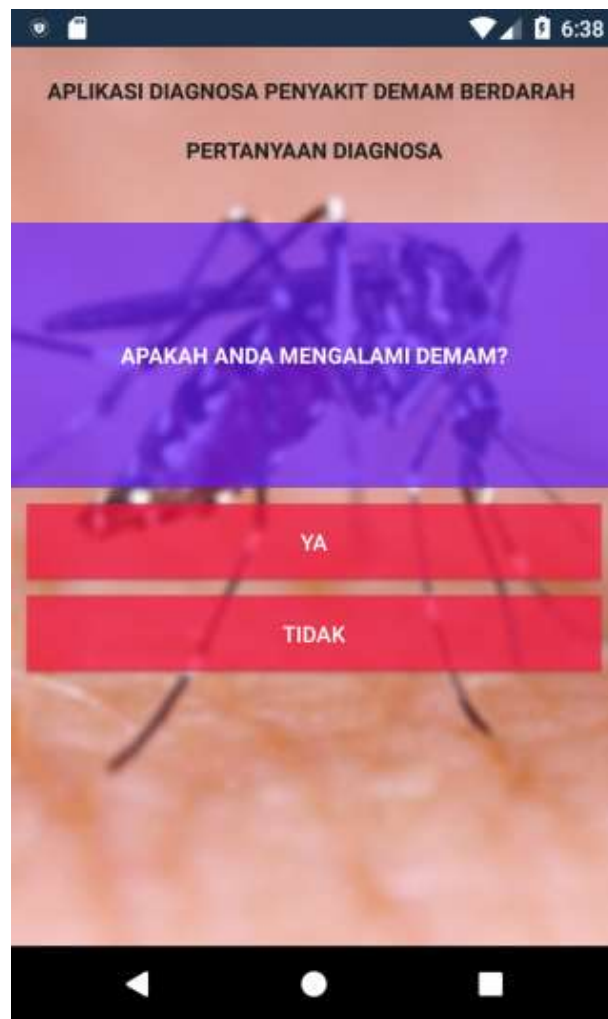 6:38
APLIKASI DIAGNOSA PENYAKIT DEMAM BERDARAH
PERTANYAAN DIAGNOSA
APAKAH ANDA MENGALAMI DEMAM?
YA
TIDAK